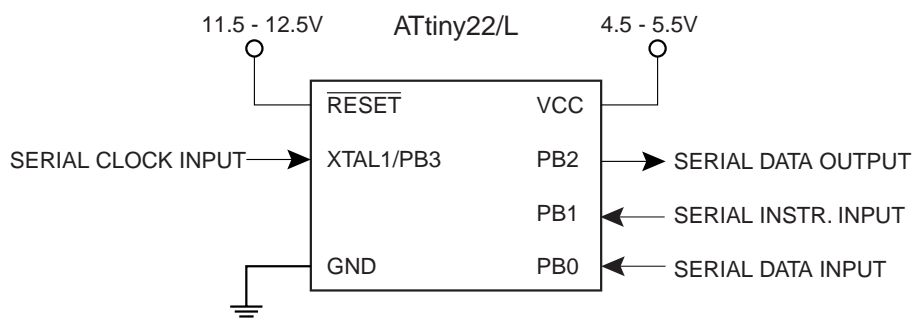 11.5 - 12.5V
ATtiny22/L
4.5 - 5.5V
RESET
VCC
SERIAL CLOCK INPUT
XTAL1/PB3
PB2
SERIAL DATA OUTPUT
PB1
SERIAL INSTR. INPUT
GND
PB0
SERIAL DATA INPUT